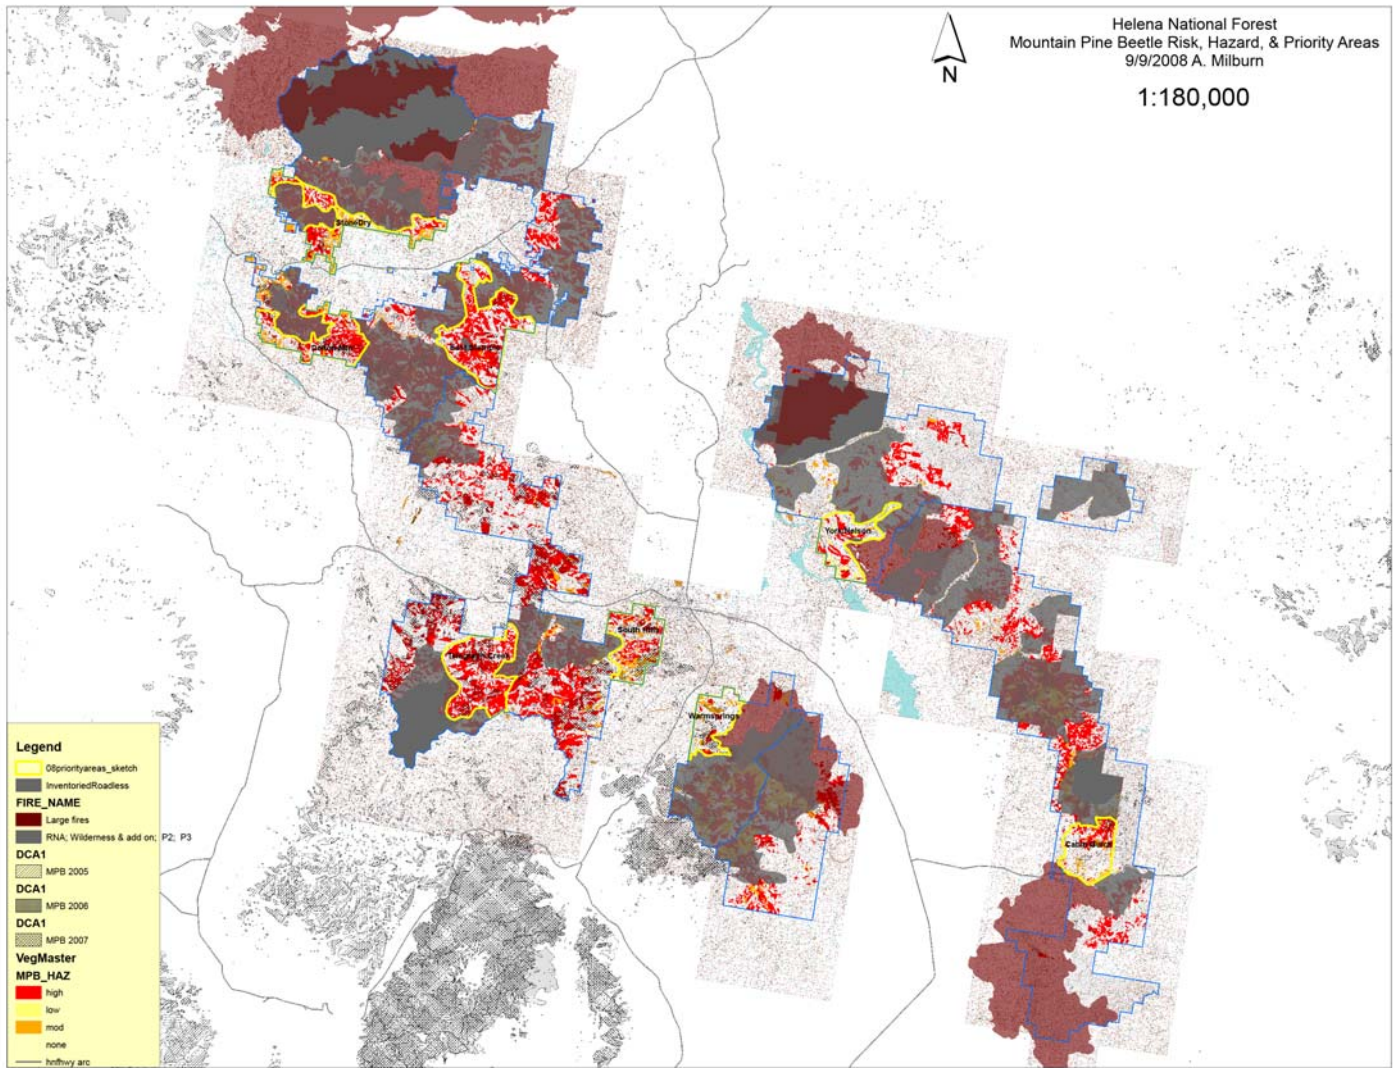 Helena National Forest
Mountain Pine Beetle Risk, Hazard, & Priority Areas
9/9/2008 A. Milburn
1:180,000
N
StoneDry
York Nelson
South Hills
Warmsprings
Legend
08priorityareas_sketch
InventoriedRoadless
FIRE_NAME
Large fires
RNA; Wilderness & add on; P2; P3
DCA1
MPB 2005
DCA1
MPB 2006
DCA1
MPB 2007
VegMaster
MPB_HAZ
high
low
mod
none
hnfhwy arc